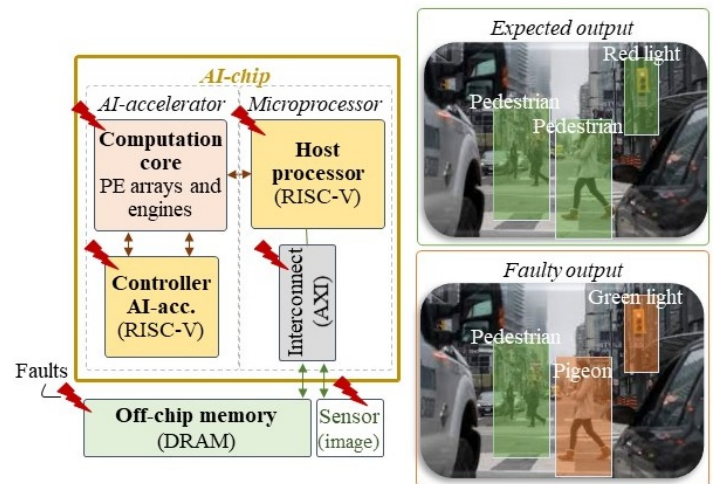 AI-chip
AI-accelerator
Microprocessor
Computation
core
PE arrays and
engines
Host
processor
(RISC-V)
Controller
AI-acc.
(RISC-V)
Interconnect
(AXI)
Faults
Off-chip memory
(DRAM)
Sensor
(image)
Expected output
Red light
Pedestrian
Pedestrian
Faulty output
Green light
Pedestrian
Pigeon